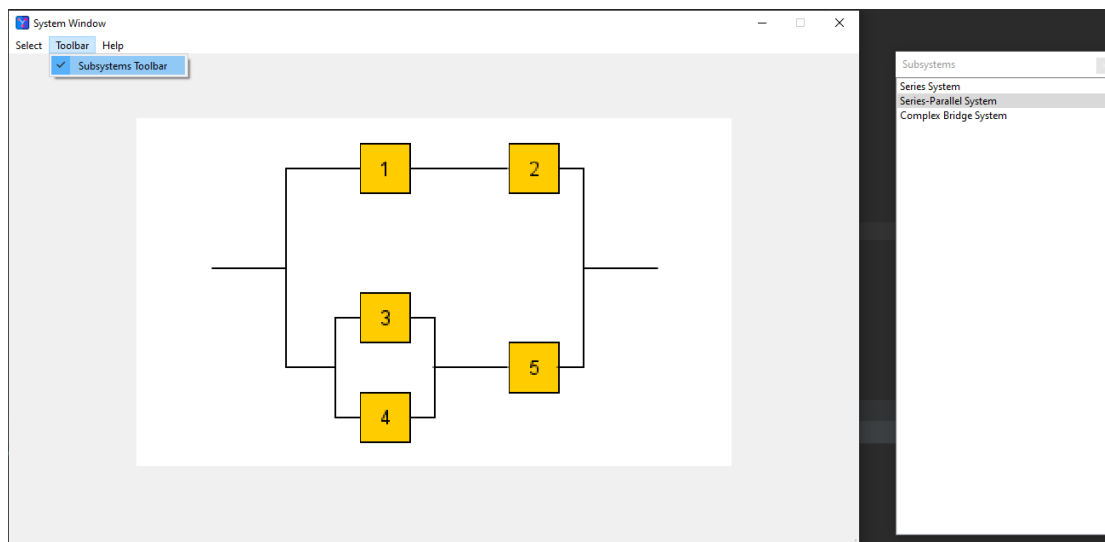 System Window
Select Toolbar Help
Subsystems Toolbar
1
2
3
4
5
Subsystems
Series System
Series-Parallel System
Complex Bridge System